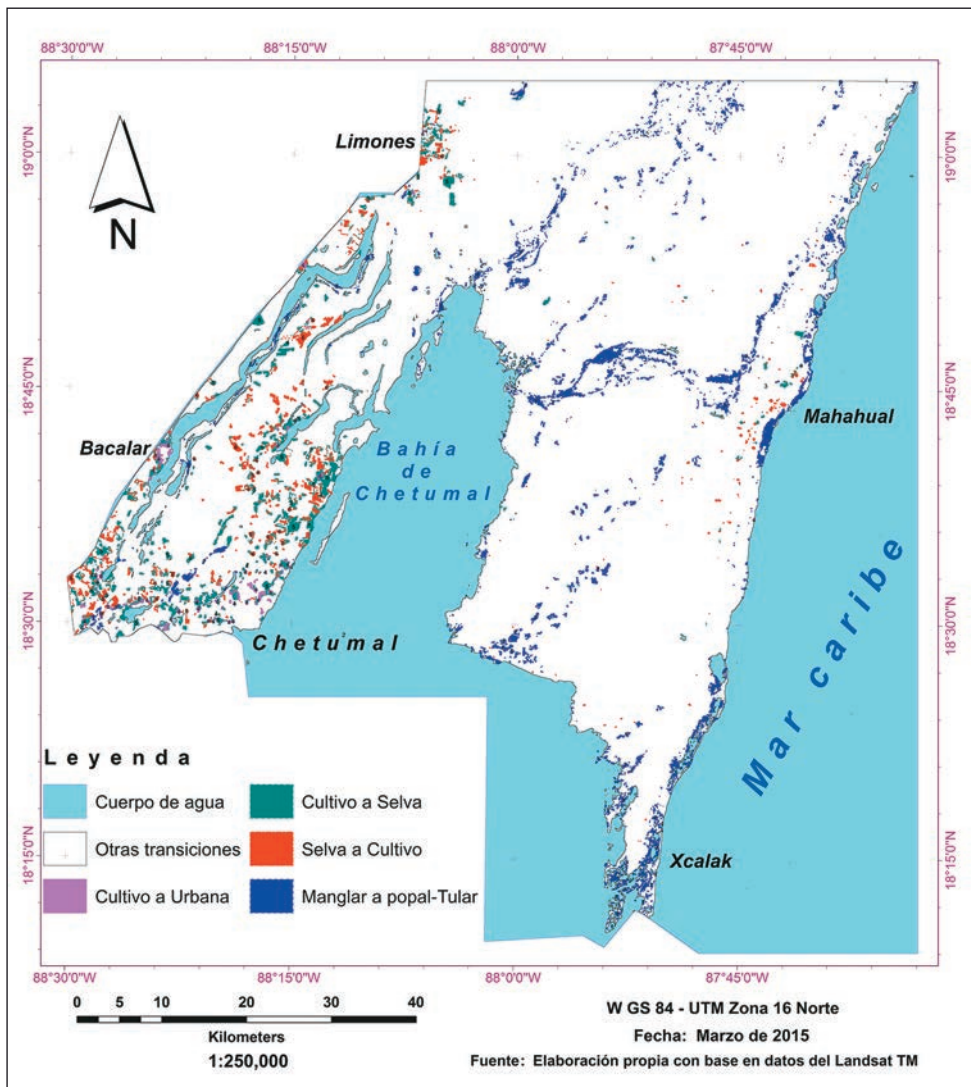 88°30'0"W 88°15'0"W 88°00'0"W 87°45'0"W
19°0'0"N
18°45'0"N
18°30'0"N
18°15'0"N
N
Limones
Bacalar
Bahía
de
Chetumal
Mahahual
Chetumal
Mar caribe
Xcalak
19°0'0"N
18°45'0"N
18°30'0"N
18°15'0"N
Leyenda
Cuerpo de agua
Otras transiciones
Cultivo a Urbana
Cultivo a Selva
Selva a Cultivo
Manglar a popal-Tular
88°30'0"W 88°15'0"W 88°00'0"W 87°45'0"W
0 5 10 20 30 40
Kilometers
1:250,000
W GS 84 - UTM Zona 16 Norte
Fecha: Marzo de 2015
Fuente: Elaboración propia con base en datos del Landsat TM